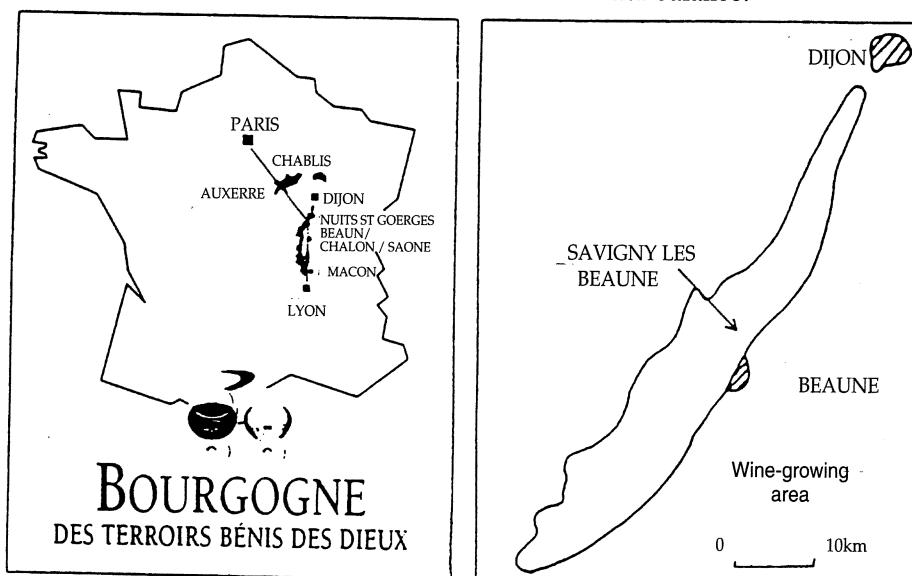 PARIS
CHABLIS
AUXERRE
DIJON
NUITS ST GOERGES
BEAUN/
CHALON / SAONE
MACON
LYON
BOURGOGNE
DES TERROIRS BÉNIS DES DIEUX
DIJON
SAVIGNY LES
BEAUNE
BEAUNE
Wine-growing
area
0 10km